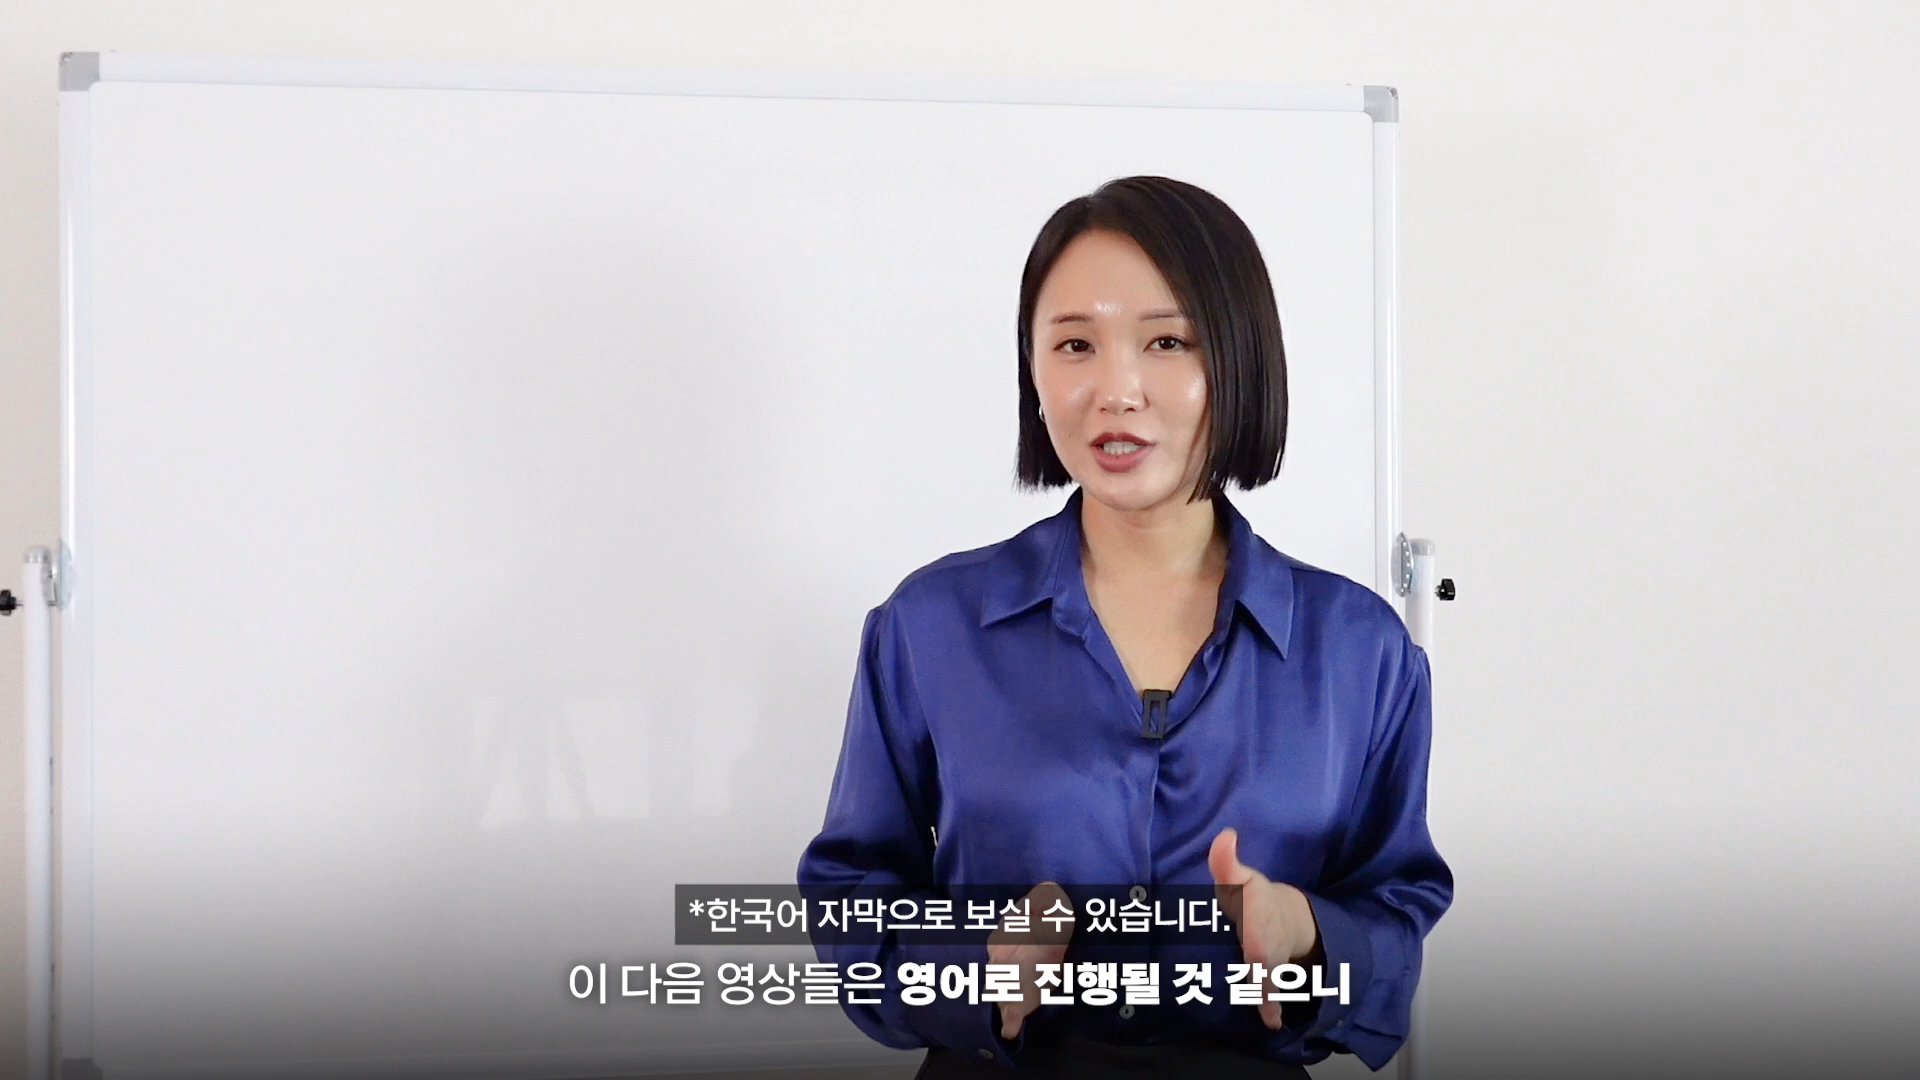 *한국어 자막으로 보실 수 있습니다.
이 다음 영상들은 영어로 진행될 것 같으니